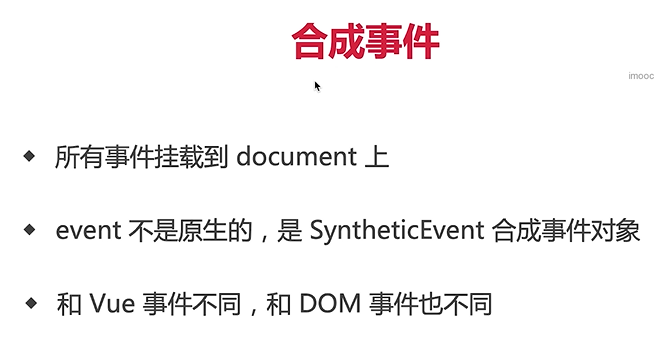 合成事件
imooc
◆ 所有事件挂载到 document 上
◆ event 不是原生的，是 SyntheticEvent 合成事件对象
◆ 和 Vue 事件不同，和 DOM 事件也不同